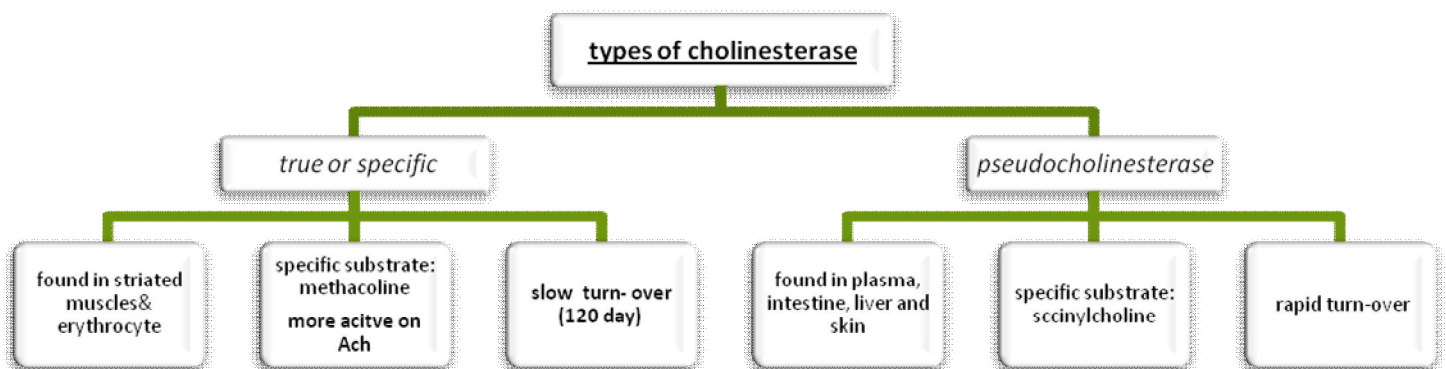 types of cholinesterase
true or specific
pseudocholinesterase
found in striated
muscles&
erythrocyte
specific substrate:
methacoline
more acitve on
Ach
slow turn- over
(120 day)
found in plasma,
intestine, liver and
skin
specific substrate:
sccinylcholine
rapid turn-over